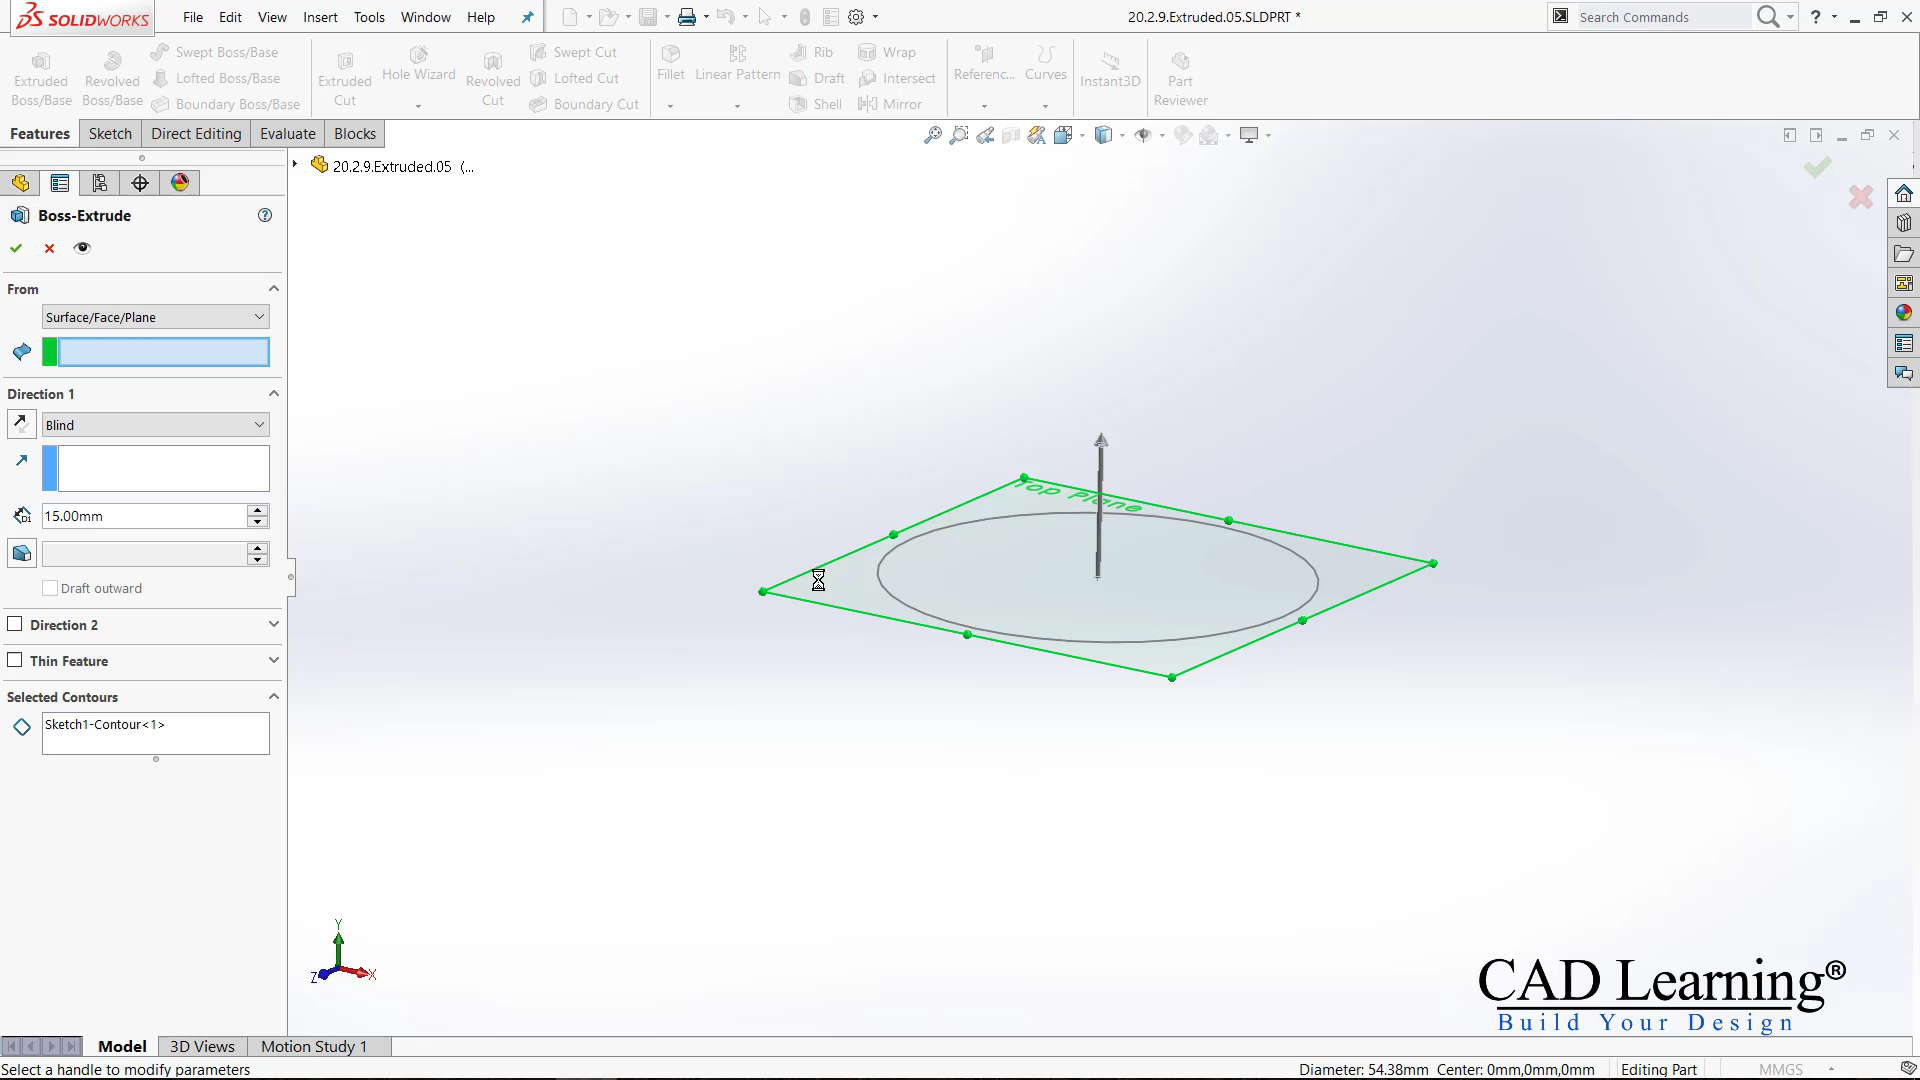 SOLIDWORKS File Edit View Insert Tools Window Help 20.2.9.Extruded.05.SLDPRT * Search Commands ?
Extruded Boss/Base
Revolved Boss/Base
Swept Boss/Base
Lofted Boss/Base
Boundary Boss/Base
Extruded Cut
Hole Wizard
Revolved Cut
Swept Cut
Lofted Cut
Boundary Cut
Fillet
Linear Pattern
Rib
Draft
Shell
Wrap
Intersect
Mirror
Referenc...
Curves
Instant3D
Part Reviewer
Features Sketch Direct Editing Evaluate Blocks
20.2.9.Extruded.05 (...
Boss-Extrude
From
Surface/Face/Plane
Direction 1
Blind
15.00mm
Draft outward
Direction 2
Thin Feature
Selected Contours
Sketch1-Contour<1>
Top Plane
Y
Z X
CAD Learning®
Build Your Design
Model 3D Views Motion Study 1
Select a handle to modify parameters Diameter: 54.38mm Center: 0mm,0mm,0mm Editing Part MMGS